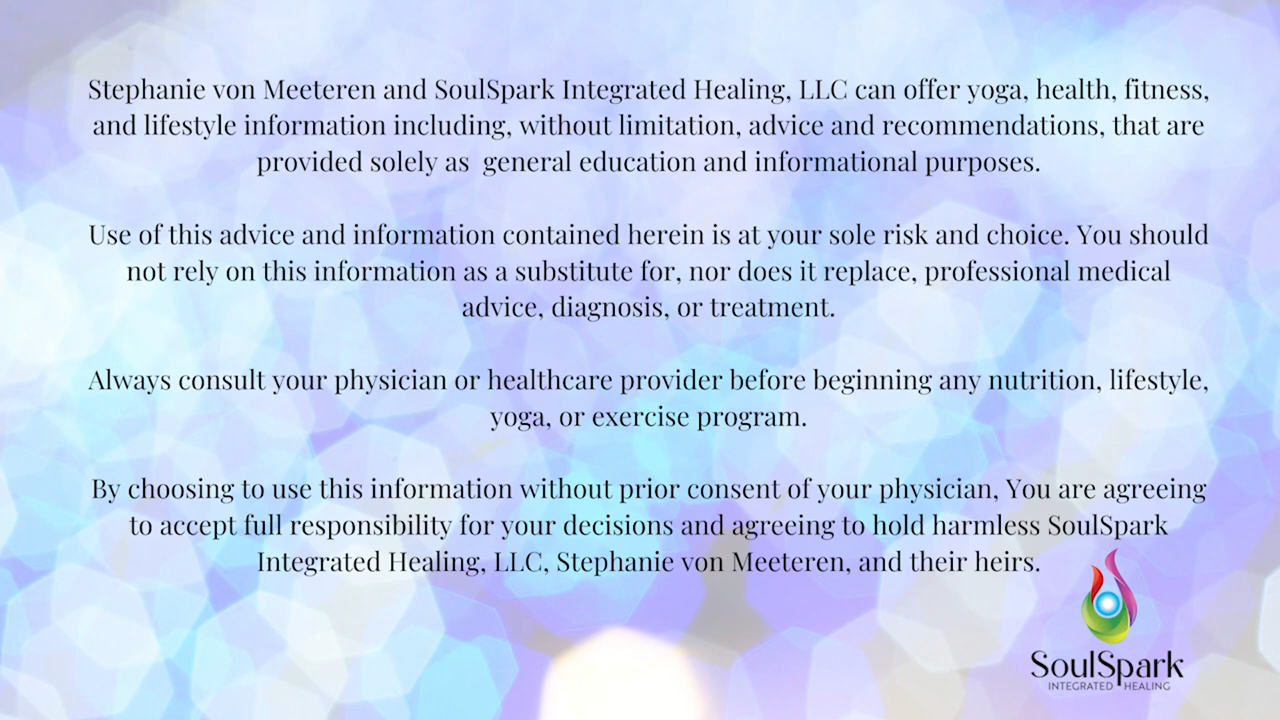 Stephanie von Meeteren and SoulSpark Integrated Healing, LLC can offer yoga, health, fitness,
and lifestyle information including, without limitation, advice and recommendations, that are
provided solely as  general education and informational purposes.
Use of this advice and information contained herein is at your sole risk and choice. You should
not rely on this information as a substitute for, nor does it replace, professional medical
advice, diagnosis, or treatment.
Always consult your physician or healthcare provider before beginning any nutrition, lifestyle,
yoga, or exercise program.
By choosing to use this information without prior consent of your physician, You are agreeing
to accept full responsibility for your decisions and agreeing to hold harmless SoulSpark
Integrated Healing, LLC, Stephanie von Meeteren, and their heirs.
SoulSpark
INTEGRATED HEALING